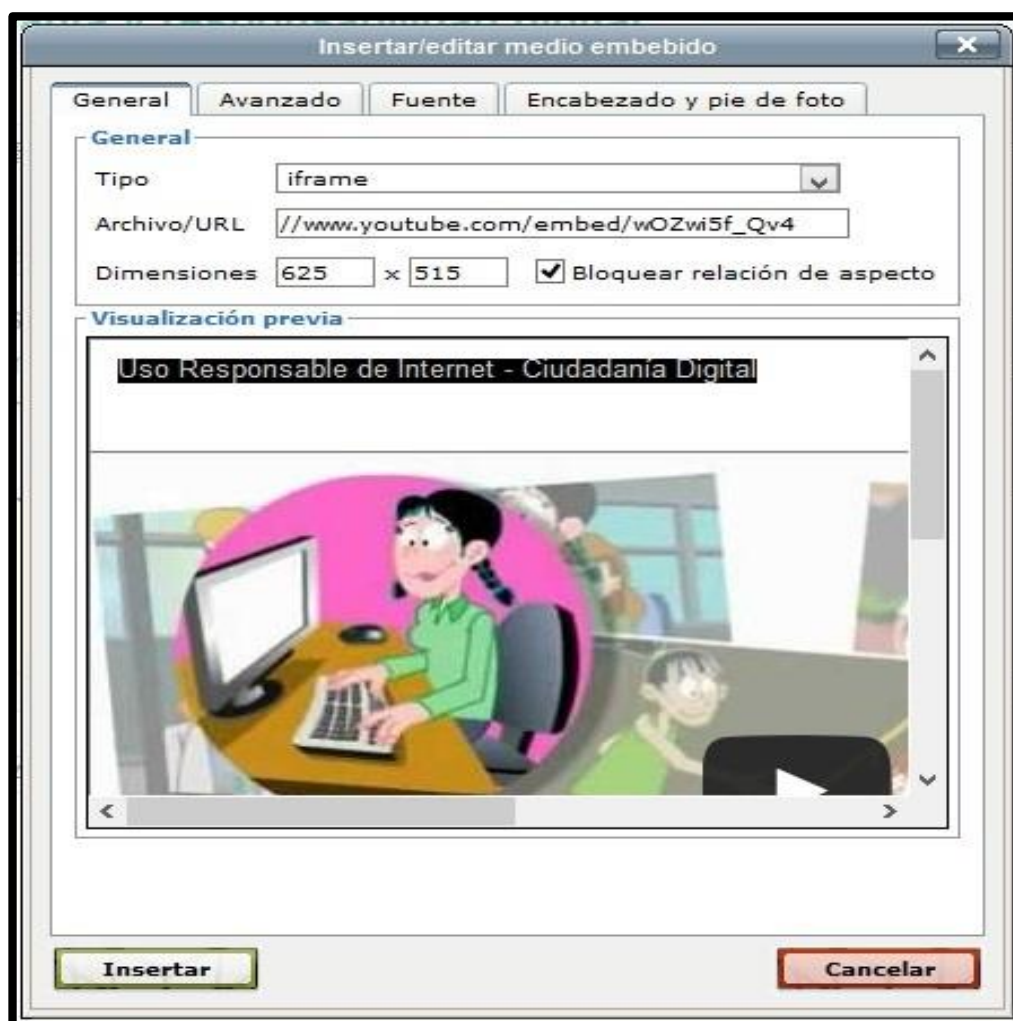 Insertar/editar medio embebido
General Avanzado Fuente Encabezado y pie de foto
General
Tipo iframe
Archivo/URL //www.youtube.com/embed/wOZwi5f_Qv4
Dimensiones 625 x 515 Bloquear relación de aspecto
Visualización previa
Uso Responsable de Internet - Ciudadanía Digital
Insertar Cancelar